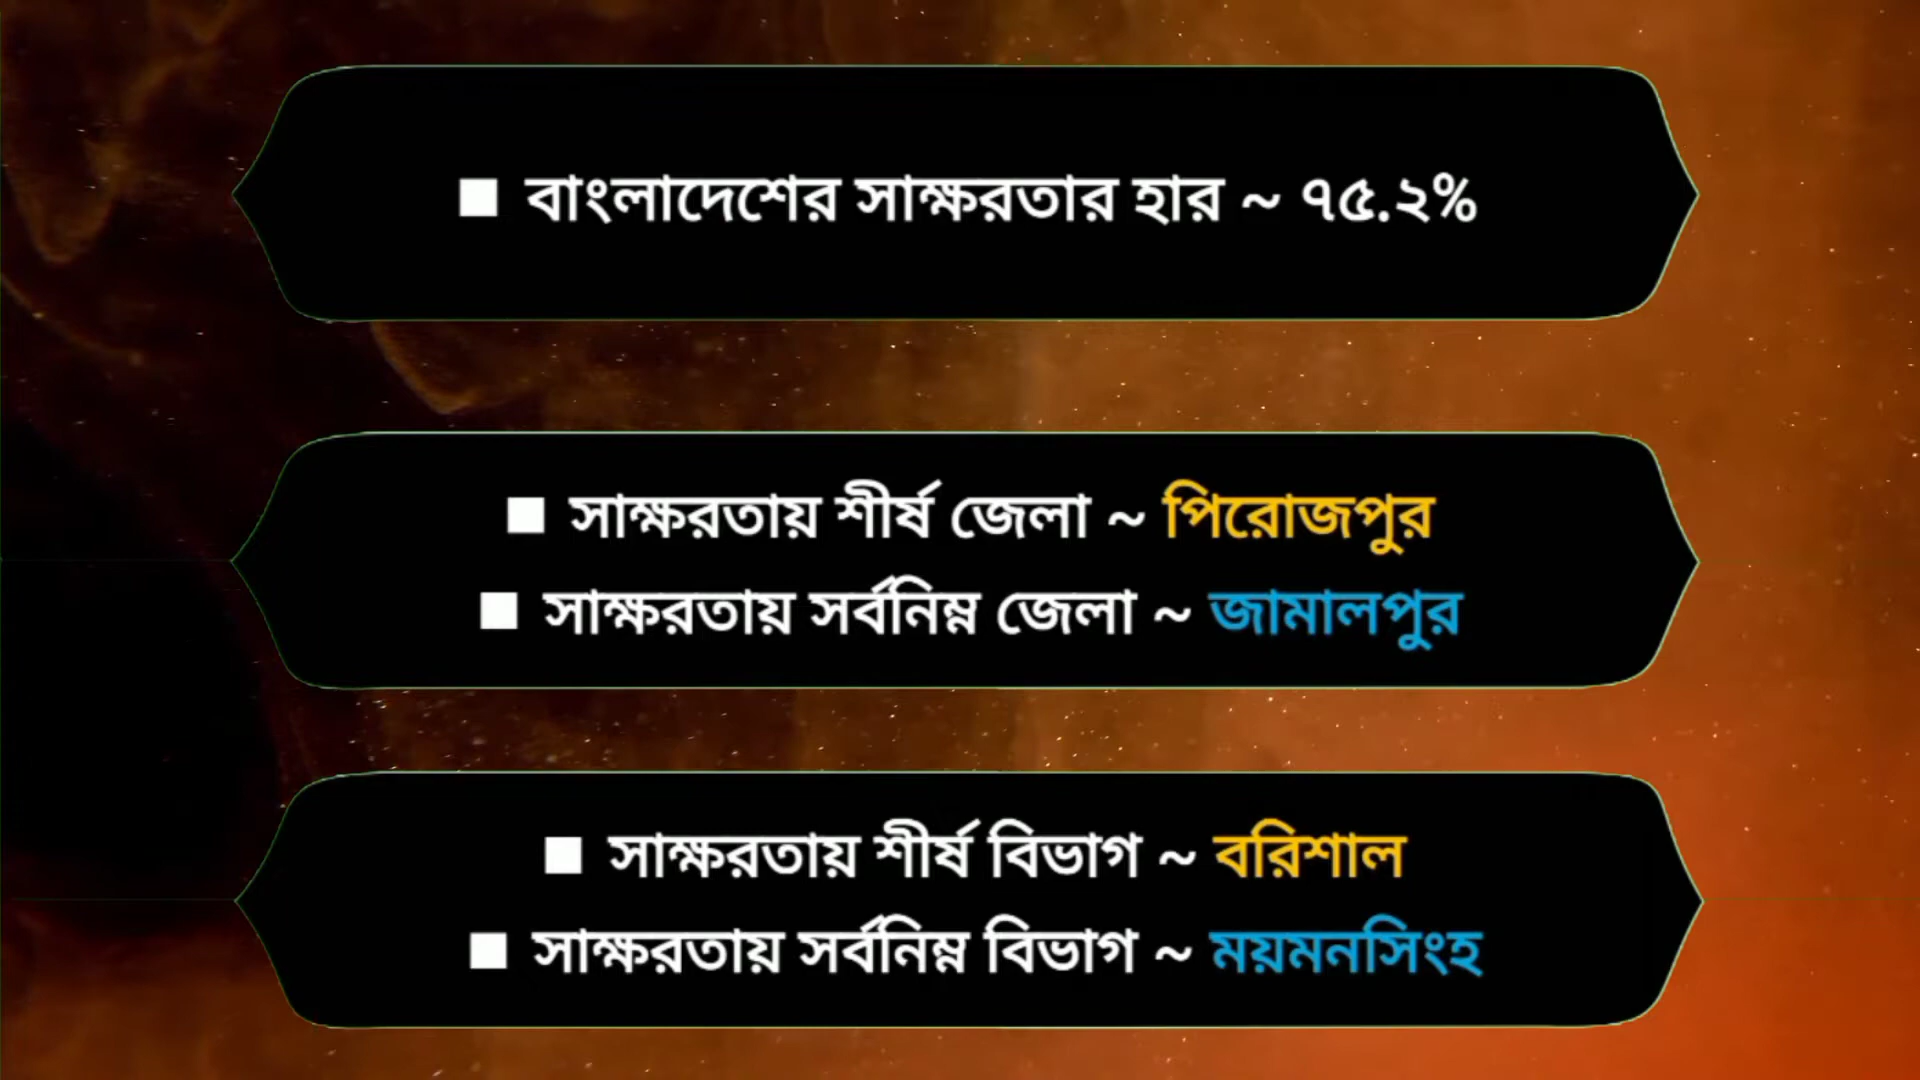 ■ বাংলাদেশের সাক্ষরতার হার ~ ৭৫.২%
■ সাক্ষরতায় শীর্ষ জেলা ~ পিরোজপুর
■ সাক্ষরতায় সর্বনিম্ন জেলা ~ জামালপুর
■ সাক্ষরতায় শীর্ষ বিভাগ ~ বরিশাল
■ সাক্ষরতায় সর্বনিম্ন বিভাগ ~ ময়মনসিংহ